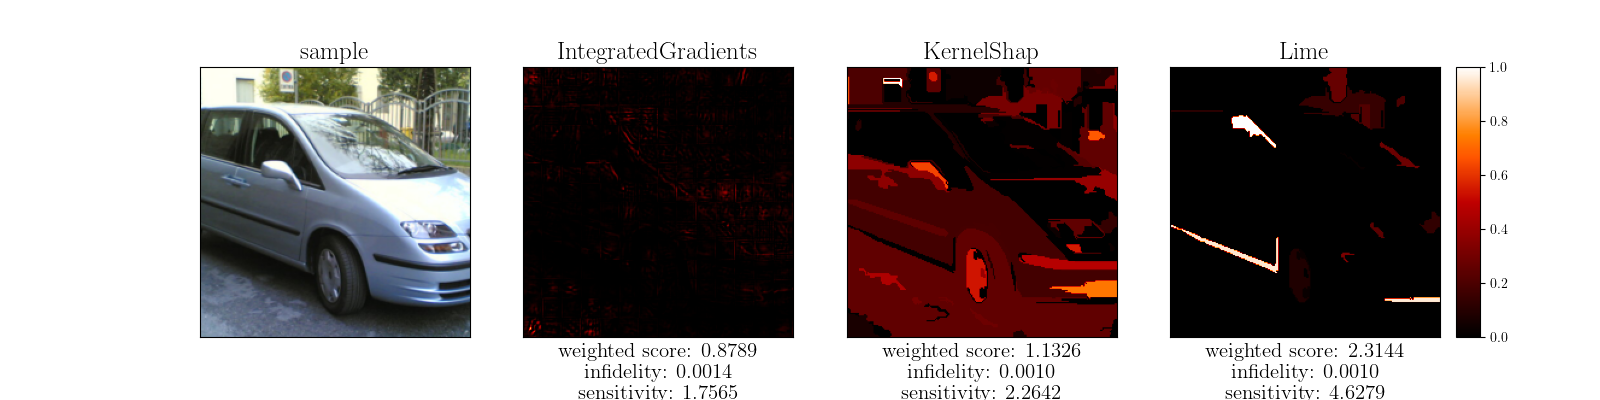 sample
IntegratedGradients
KernelShap
Lime
1.0
0.8
0.6
0.4
0.2
0.0
weighted score: 0.8789
infidelity: 0.0014
sensitivity: 1.7565
weighted score: 1.1326
infidelity: 0.0010
sensitivity: 2.2642
weighted score: 2.3144
infidelity: 0.0010
sensitivity: 4.6279